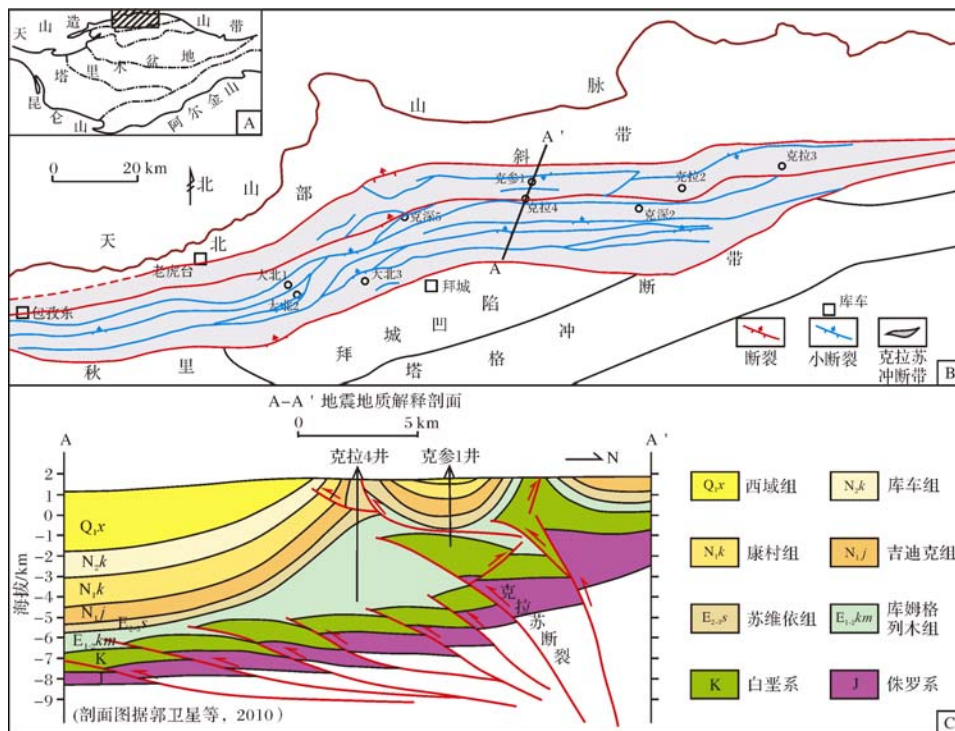 天山造山带
塔里木盆地
昆仑山
阿尔金山
A
0 20 km
北
天山山脉
北部斜带
A'
克参1
克拉4
克拉2
克拉3
克深5
克深2
A
老虎台
大北1
大北2
大北3
拜城
包孜东
库车
拜城凹陷
秋里塔格冲断带
断裂
小断裂
克拉苏
冲断带
B
A-A'地震地质解释剖面
0 5 km
A
A'
克拉4井
克参1井
N
海拔/km
2
1
0
-1
-2
-3
-4
-5
-6
-7
-8
-9
Q₁x
N₂k
N₁k
N₁j
E₂₋₃s
E₁₋₂km
K
J
克拉苏断裂
(剖面图据郭卫星等, 2010)
Q₁x 西域组
N₂k 库车组
N₁k 康村组
N₁j 吉迪克组
E₂₋₃s 苏维依组
E₁₋₂km 库姆格
列木组
K 白垩系
J 侏罗系
C